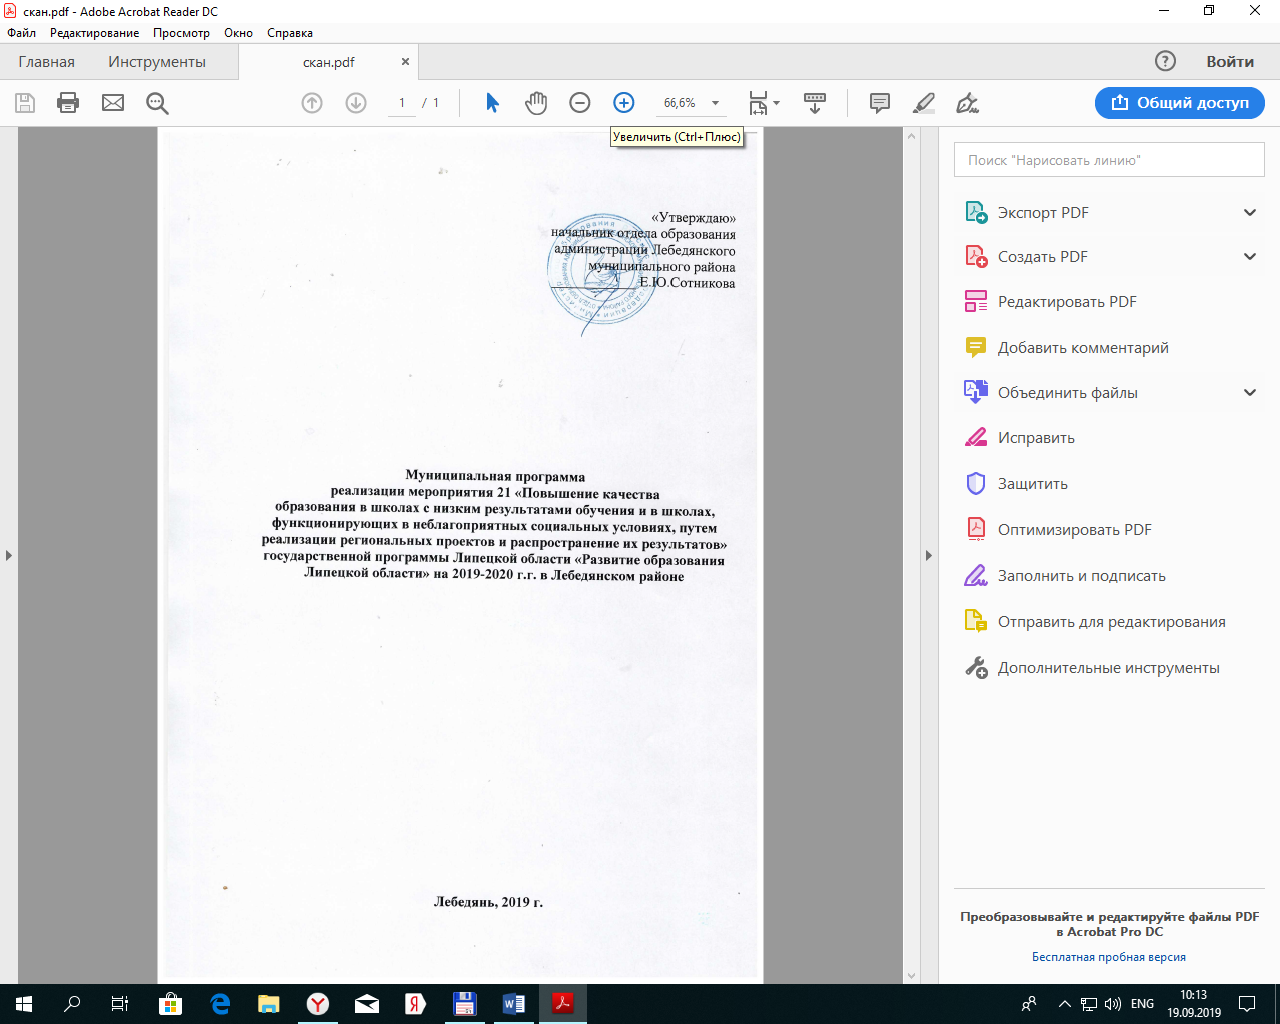 скан.pdf - Adobe Acrobat Reader DC
Файл Редактирование Просмотр Окно Справка
Главная Инструменты скан.pdf Войти
1 / 1 66,6% Общий доступ
Увеличить (Ctrl+Плюс)
«Утверждаю»
начальник отдела образования
администрации Лебедянского
муниципального района
Е.Ю.Сотникова
Муниципальная программа
реализации мероприятия 21 «Повышение качества
образования в школах с низким результатами обучения и в школах,
функционирующих в неблагоприятных социальных условиях, путем
реализации региональных проектов и распространение их результатов»
государственной программы Липецкой области «Развитие образования
Липецкой области» на 2019-2020 г.г. в Лебедянском районе
Лебедянь, 2019 г.
Поиск "Нарисовать линию"
Экспорт PDF
Создать PDF
Редактировать PDF
Добавить комментарий
Объединить файлы
Исправить
Защитить
Оптимизировать PDF
Заполнить и подписать
Отправить для редактирования
Дополнительные инструменты
Преобразовывайте и редактируйте файлы PDF
в Acrobat Pro DC
Бесплатная пробная версия
ENG
10:13
19.09.2019